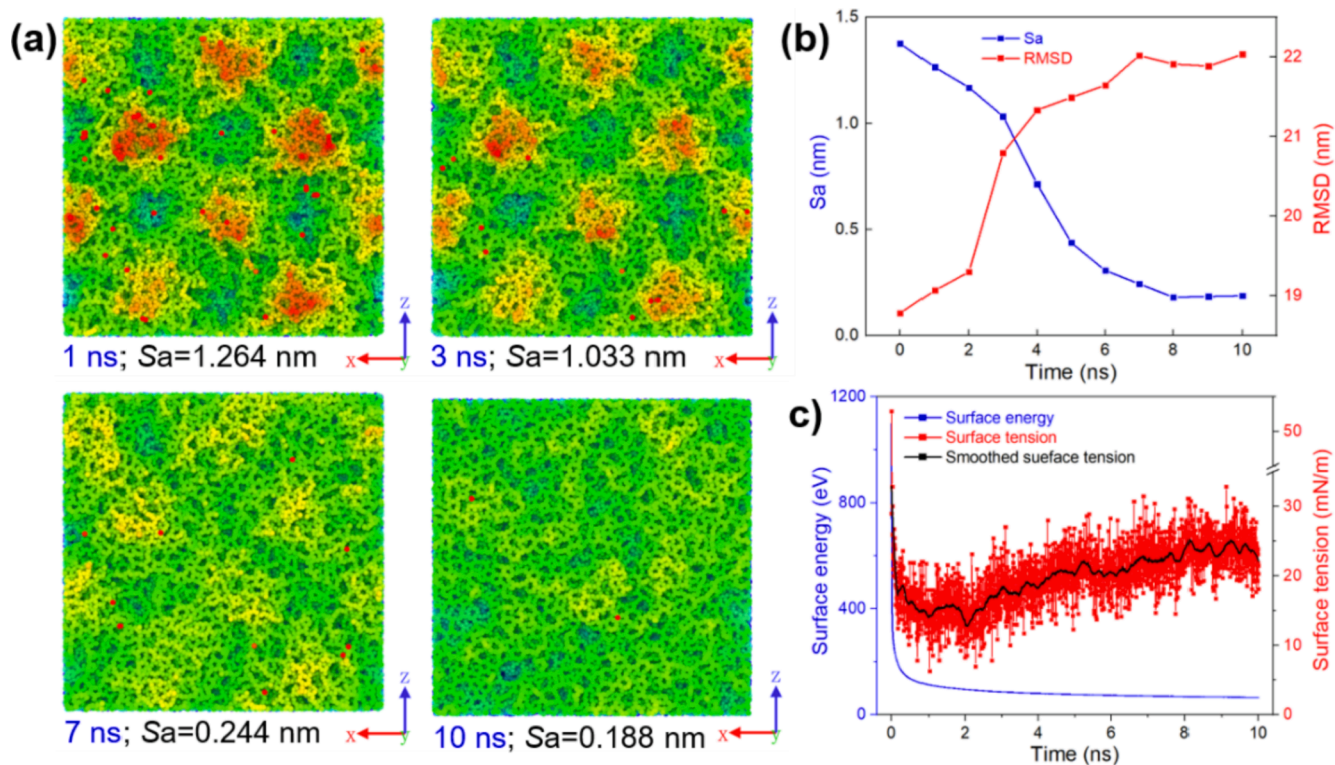 (a)
z
x
y
1 ns; Sa=1.264 nm
z
x
y
3 ns; Sa=1.033 nm
z
x
y
7 ns; Sa=0.244 nm
z
x
y
10 ns; Sa=0.188 nm
(b)
Sa
RMSD
1.5
1.0
0.5
0.0
Sa (nm)
22
21
20
19
RMSD (nm)
0 2 4 6 8 10
Time (ns)
c)
Surface energy
Surface tension
Smoothed sueface tension
1200
800
400
0
Surface energy (eV)
50
30
20
10
0
Surface tension (mN/m)
0 2 4 6 8 10
Time (ns)